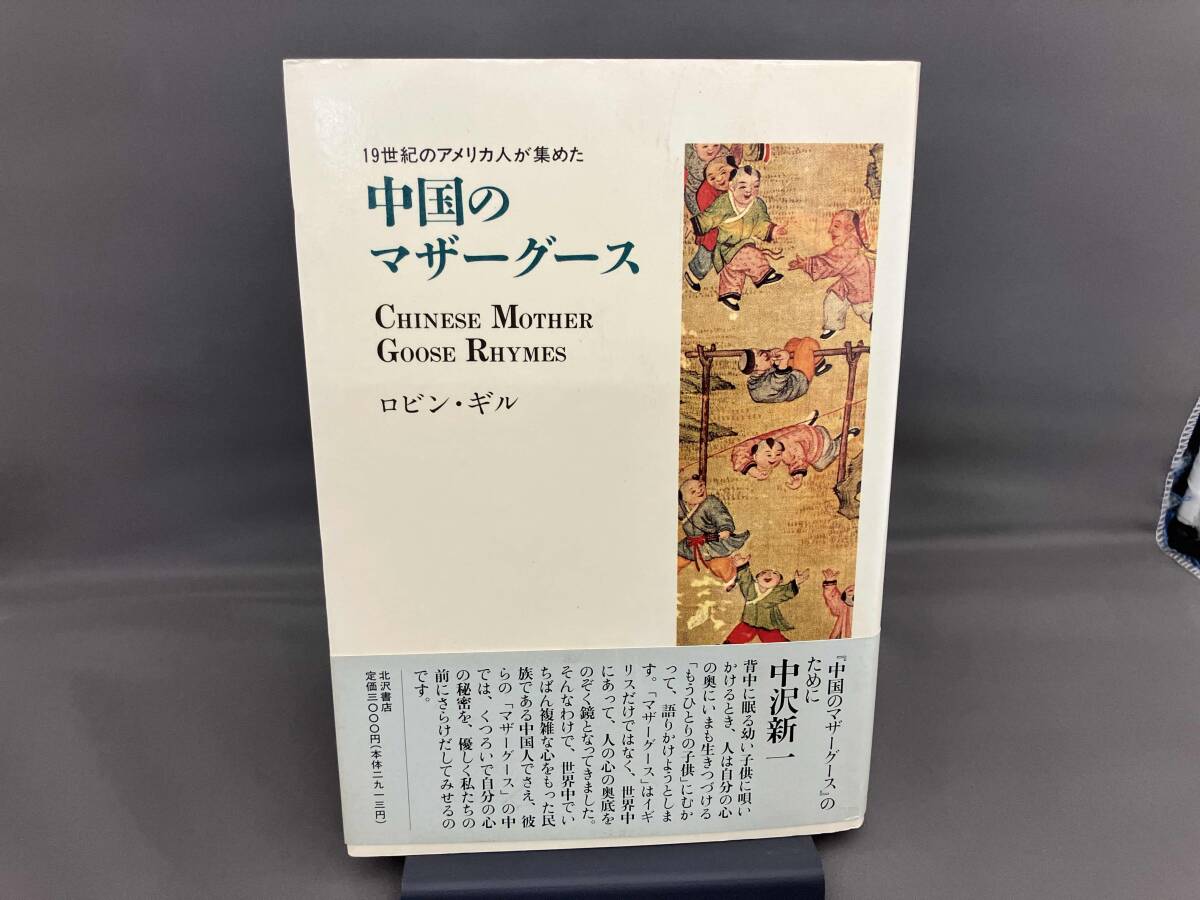 19世紀のアメリカ人が集めた
中国の
マザーグース
CHINESE MOTHER
GOOSE RHYMES
ロビン・ギル
『中国のマザーグース』の
ために
中沢新一
背中に眠る幼い子供に唄い
かけるとき、人は自分の心
の奥にいまも生きつづける
「もうひとりの子供」にむか
って、語りかけようとしま
す。「マザーグース」はイギ
リスだけではなく、世界中
にあって、人の心の奥底を
のぞく鏡となってきました。
そんなわけで、世界中でい
ちばん複雑な心をもった民
族である中国人でさえ、彼
らの「マザーグース」の中
では、くつろいで自分の心
の秘密を、優しく私たちの
前にさらけだしてみせるの
です。
北沢書店
定価三〇〇〇円(本体二九一三円)